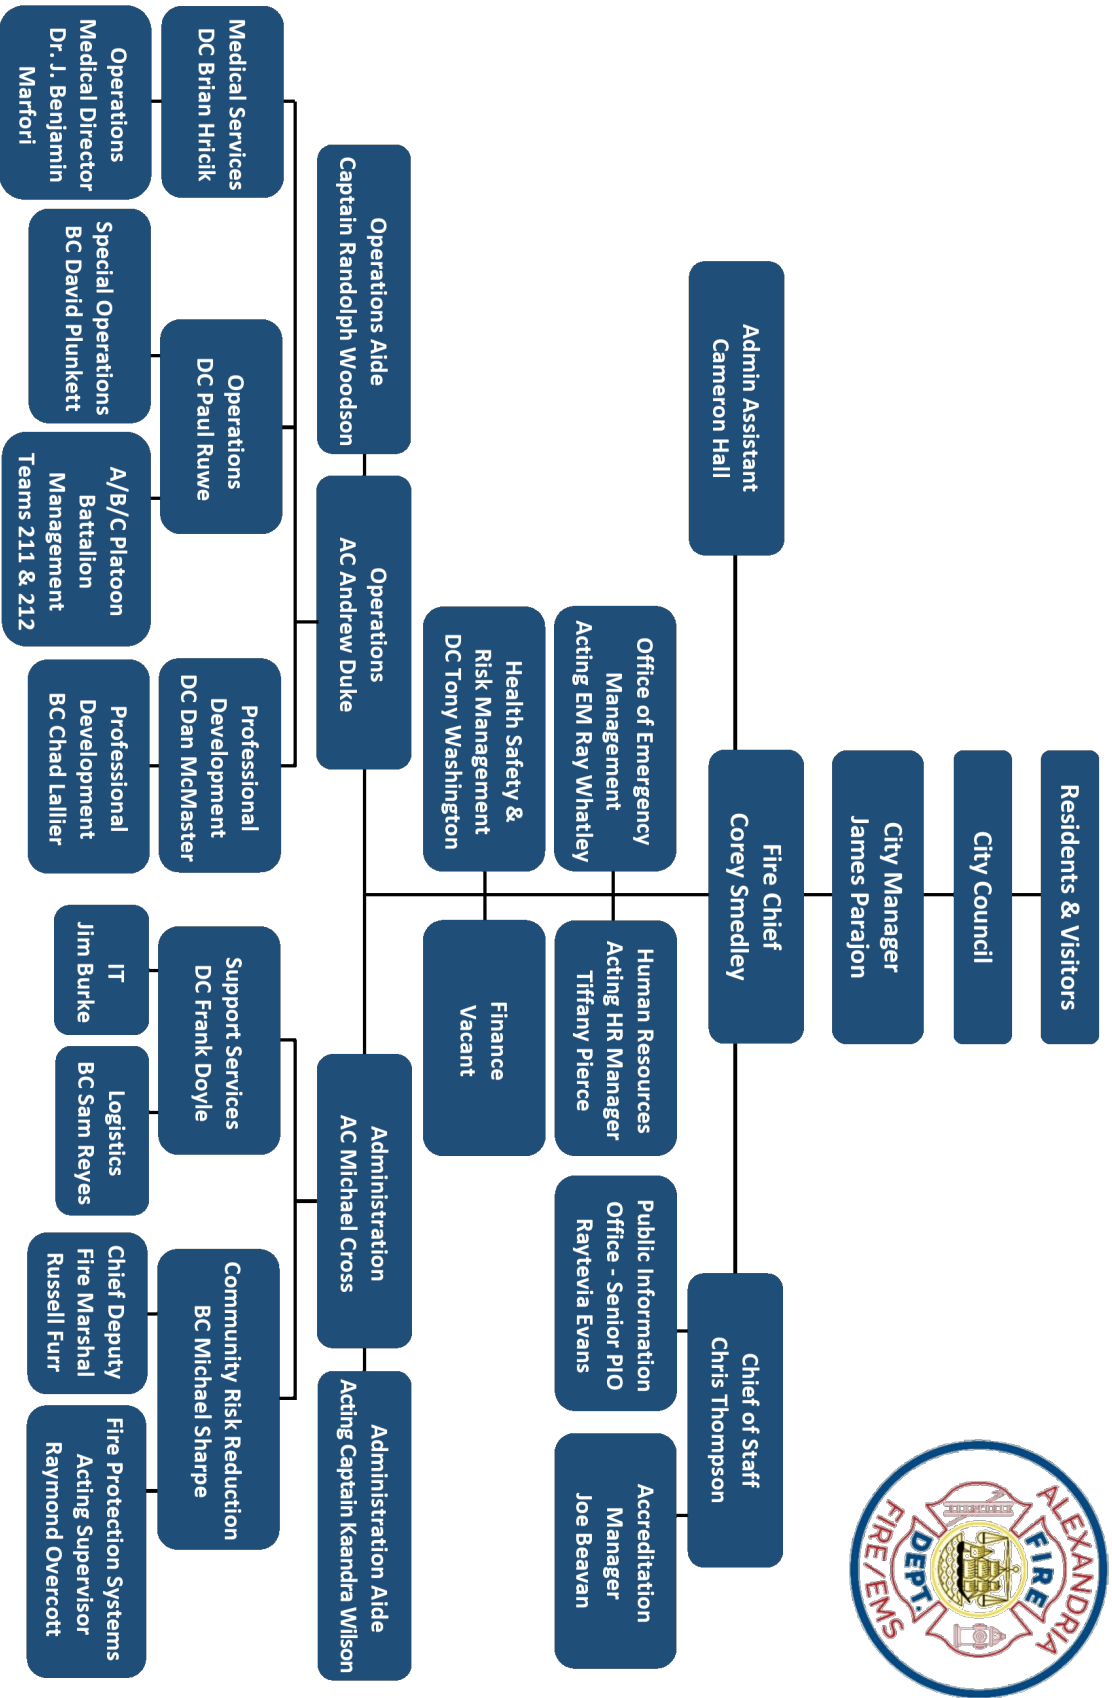 Residents & Visitors
City Council
City Manager
James Parajon
Fire Chief
Corey Smedley
Admin Assistant
Cameron Hall
Chief of Staff
Chris Thompson
Office of Emergency
Management
Acting EM Ray Whatley
Human Resources
Acting HR Manager
Tiffany Pierce
Public Information
Office - Senior PIO
Raytevia Evans
Accreditation
Manager
Joe Beavan
Health Safety &
Risk Management
DC Tony Washington
Finance
Vacant
Operations Aide
Captain Randolph Woodson
Operations
AC Andrew Duke
Administration
AC Michael Cross
Administration Aide
Acting Captain Kaandra Wilson
Medical Services
DC Brian Hricik
Operations
DC Paul Ruwe
Professional
Development
DC Dan McMaster
Support Services
DC Frank Doyle
Community Risk Reduction
BC Michael Sharpe
Operations
Medical Director
Dr. J. Benjamin
Marfori
Special Operations
BC David Plunkett
A/B/C Platoon
Battalion
Management
Teams 211 & 212
Professional
Development
BC Chad Lallier
IT
Jim Burke
Logistics
BC Sam Reyes
Chief Deputy
Fire Marshal
Russell Furr
Fire Protection Systems
Acting Supervisor
Raymond Overcott
ALEXANDRIA
FIRE
DEPT.
FIRE/EMS